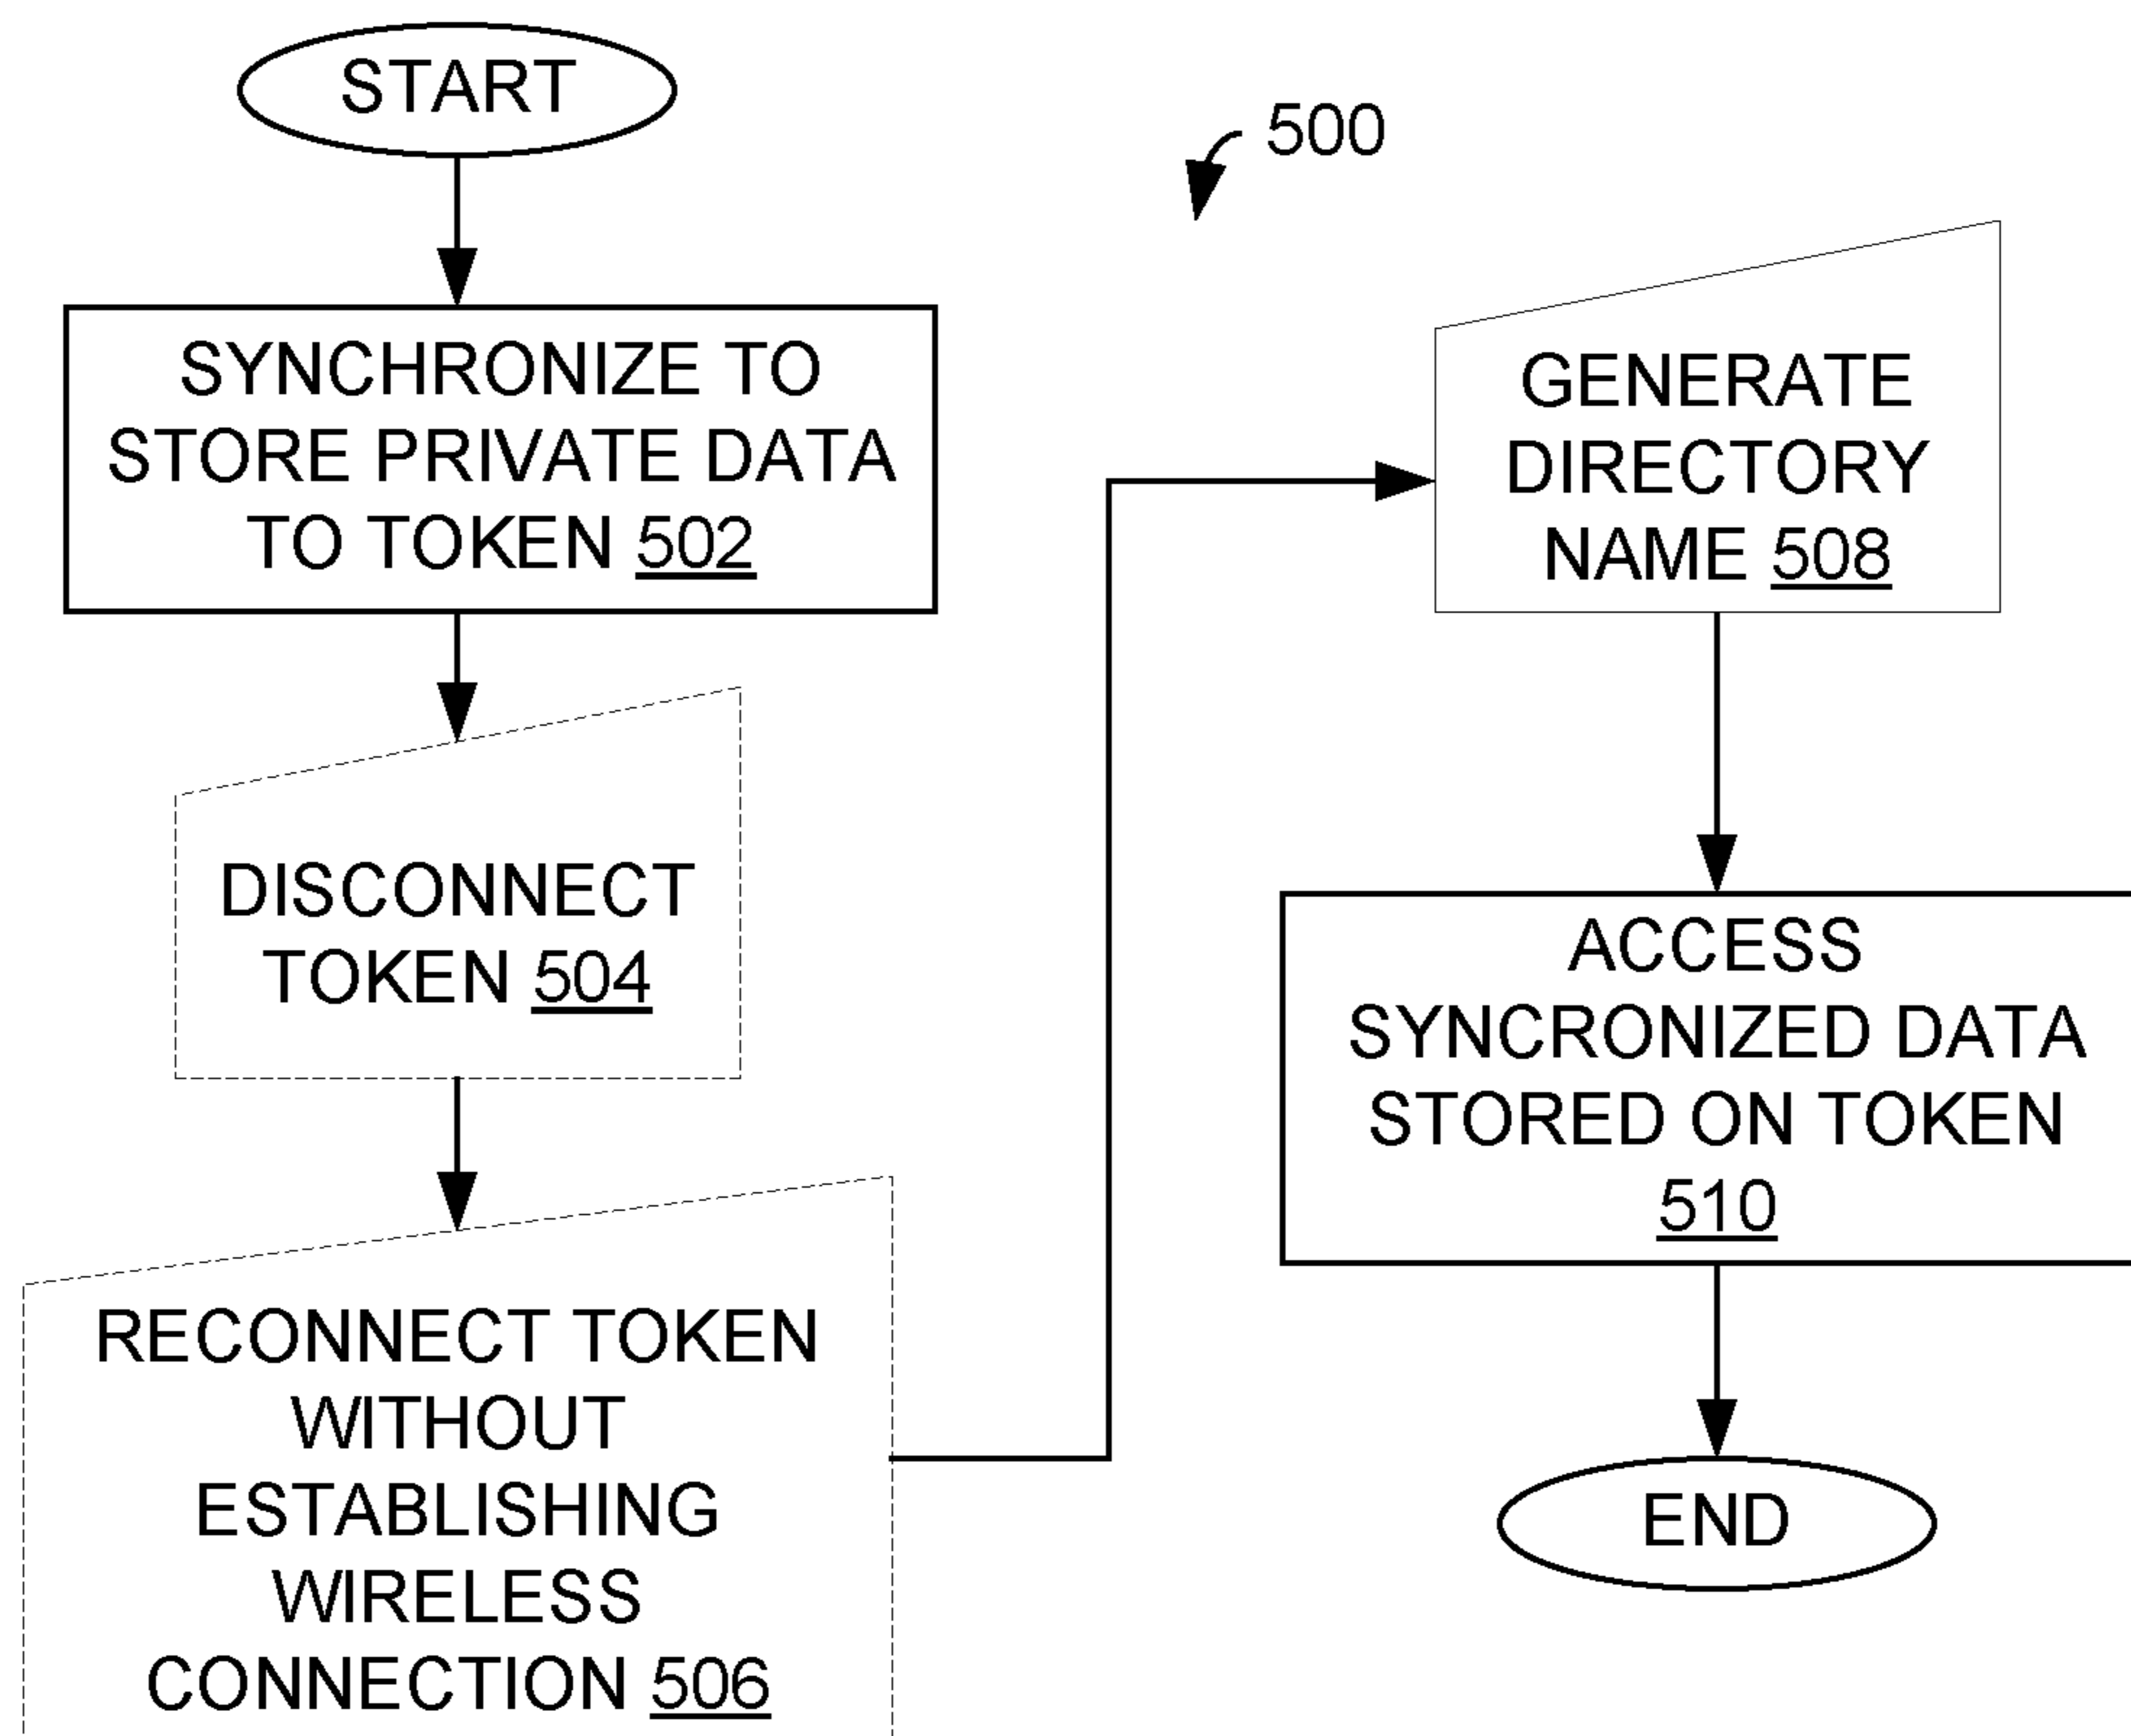 START
SYNCHRONIZE TO
STORE PRIVATE DATA
TO TOKEN 502
DISCONNECT
TOKEN 504
RECONNECT TOKEN
WITHOUT
ESTABLISHING
WIRELESS
CONNECTION 506
500
GENERATE
DIRECTORY
NAME 508
ACCESS
SYNCRONIZED DATA
STORED ON TOKEN
510
END